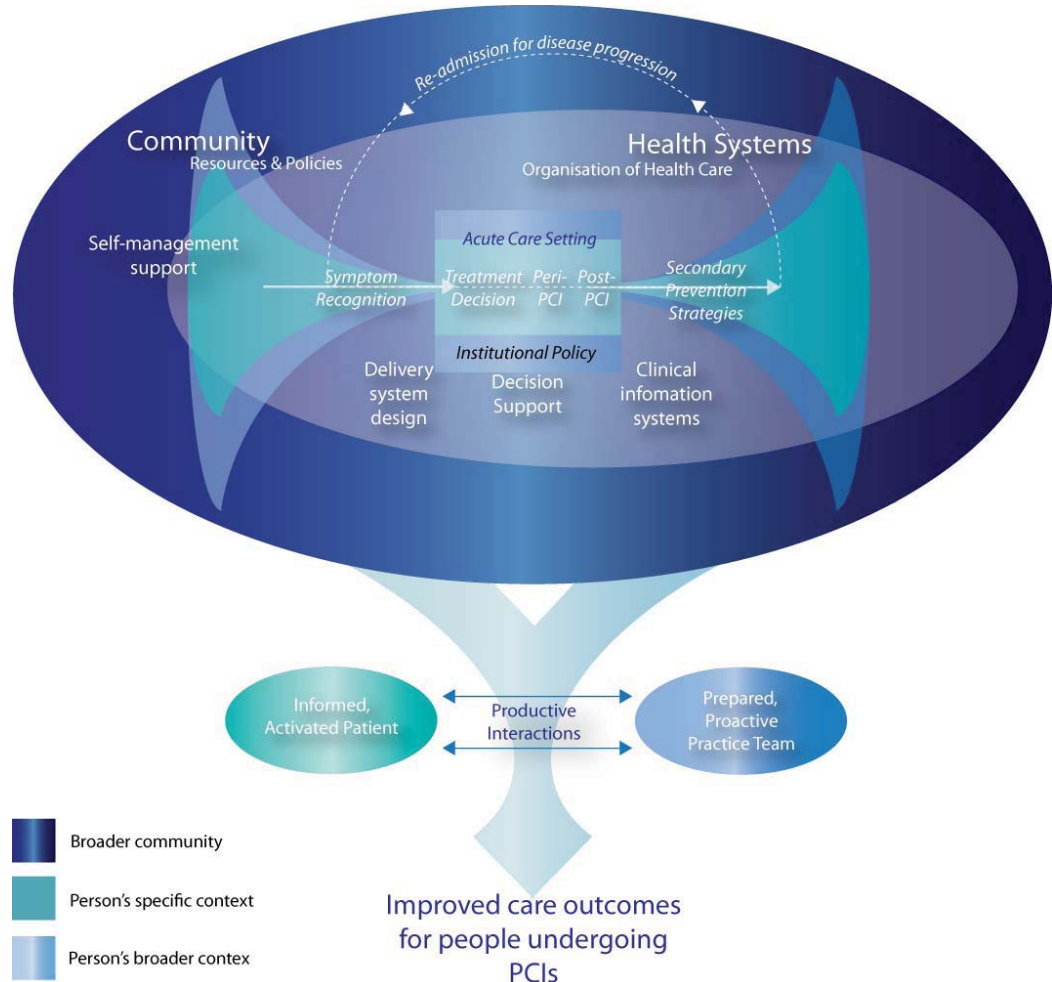 Re-admission for disease progression
Community
Resources & Policies
Health Systems
Organisation of Health Care
Self-management
support
Acute Care Setting
Symptom
Recognition
Treatment
Decision
Peri-
PCI
Post-
PCI
Secondary
Prevention
Strategies
Institutional Policy
Delivery
system
design
Decision
Support
Clinical
infomation
systems
Informed,
Activated Patient
Productive
Interactions
Prepared,
Proactive
Practice Team
Broader community
Person's specific context
Person's broader contex
Improved care outcomes
for people undergoing
PCIs